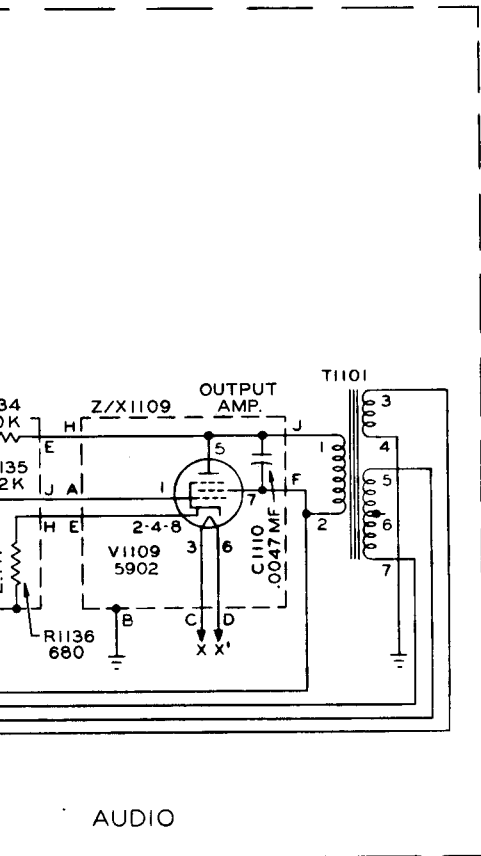 T1101
OUTPUT
AMP.
Z/X1109
34
0K
H
E
J
1
3
4
135
2K
J
A
1
5
7
F
5
H
E
2-4-8
2
6
V1109
5902
3
6
C1110
.0047 MF
7
R1136
680
B
C
D
X
X'
AUDIO